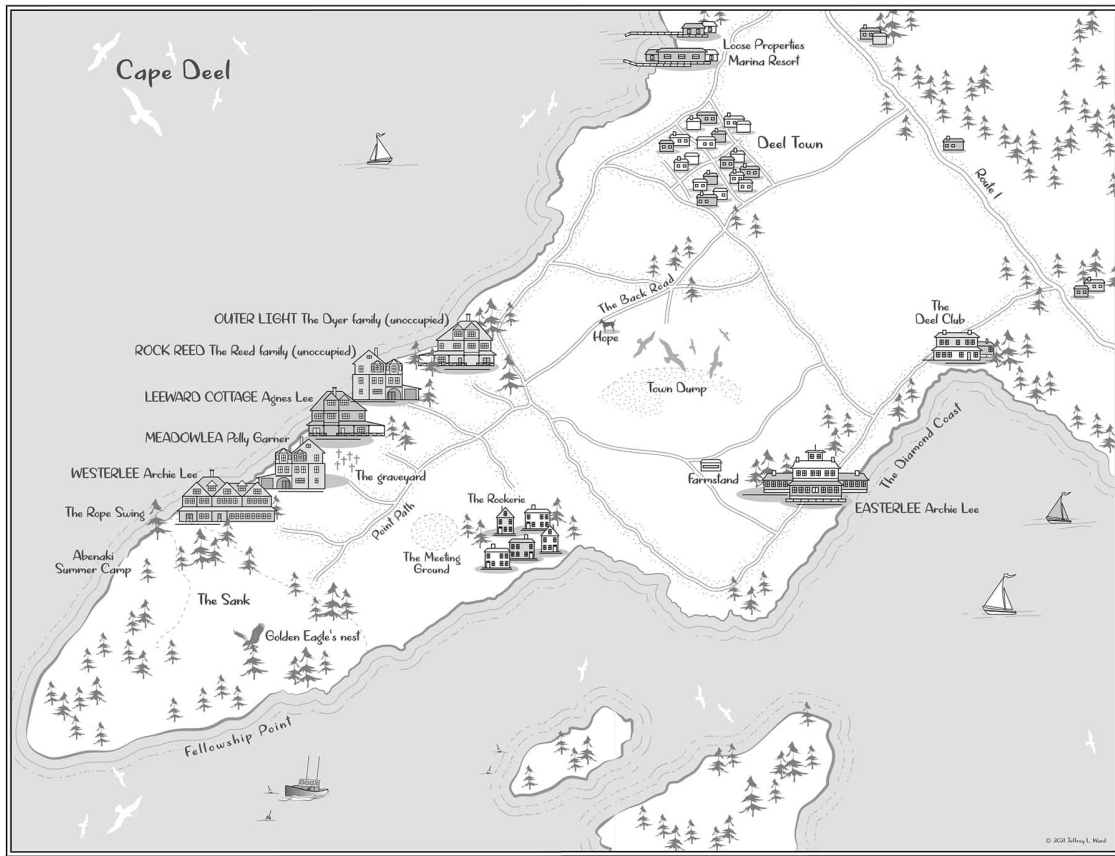 Cape Deel
Loose Properties
Marina Resort
Deel Town
Route 1
The Back Road
Hope
The
Deel Club
OUTER LIGHT The Dyer family (unoccupied)
ROCK REED The Reed family (unoccupied)
LEEWARD COTTAGE Agnes Lee
Town Dump
MEADOWLEA Polly Garner
The Diamond Coast
WESTERLEE Archie Lee
The graveyard
Farmstand
The Rope Swing
Point Path
The Rookerie
EASTERLEE Archie Lee
Abenaki
Summer Camp
The Meeting
Ground
The Sank
Golden Eagle's nest
Fellowship Point
© 2021 Jeffrey L. Ward